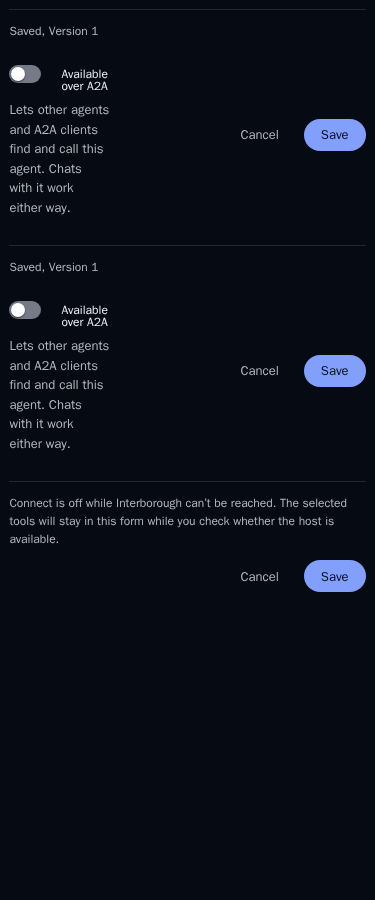 Saved, Version 1
Available
over A2A
Lets other agents
and A2A clients
find and call this
agent. Chats
with it work
either way.
Cancel
Save
Saved, Version 1
Available
over A2A
Lets other agents
and A2A clients
find and call this
agent. Chats
with it work
either way.
Cancel
Save
Connect is off while Interborough can't be reached. The selected
tools will stay in this form while you check whether the host is
available.
Cancel
Save